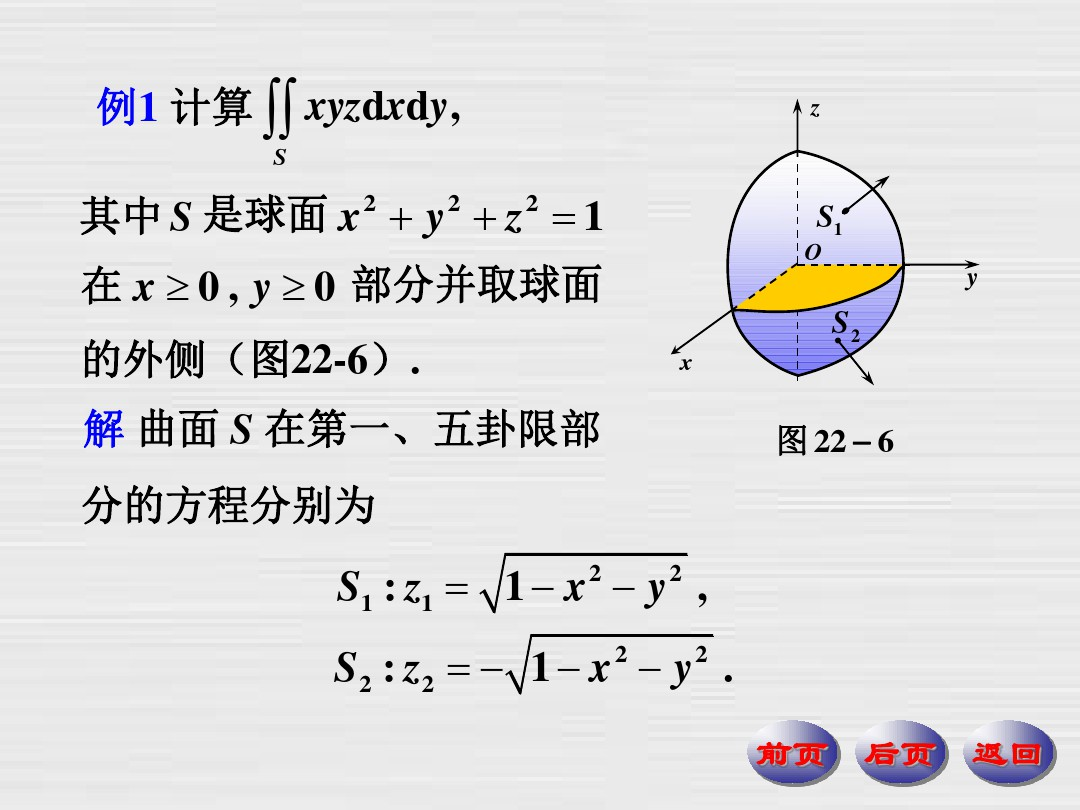 例1 计算 ∬_S xyzdxdy,
其中 S 是球面 x² + y² + z² = 1
在 x ≥ 0 , y ≥ 0 部分并取球面
的外侧（图22-6）.
解 曲面 S 在第一、五卦限部
分的方程分别为
S₁ : z₁ = √(1 − x² − y²) ,
S₂ : z₂ = −√(1 − x² − y²) .
z
S₁
O
y
S₂
x
图 22 − 6
前页 后页 返回